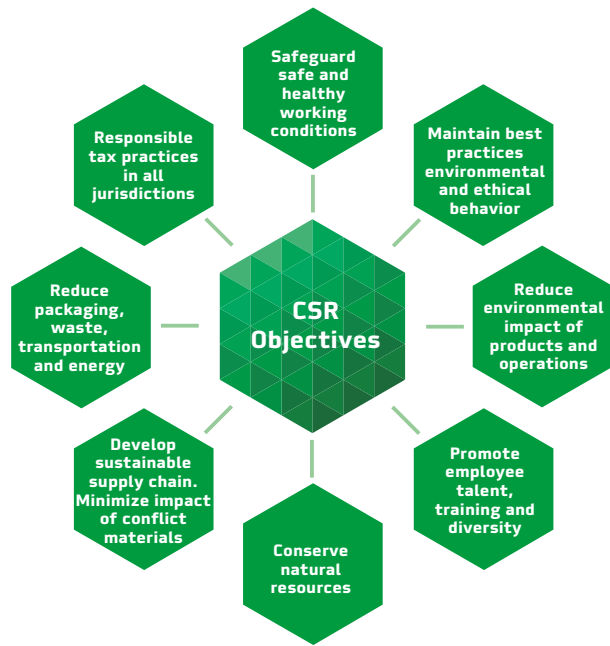 Safeguard
safe and
healthy
working
conditions
Responsible
tax practices
in all
jurisdictions
Maintain best
practices
environmental
and ethical
behavior
Reduce
packaging,
waste,
transportation
and energy
CSR
Objectives
Reduce
environmental
impact of
products and
operations
Develop
sustainable
supply chain.
Minimize impact
of conflict
materials
Promote
employee
talent,
training and
diversity
Conserve
natural
resources